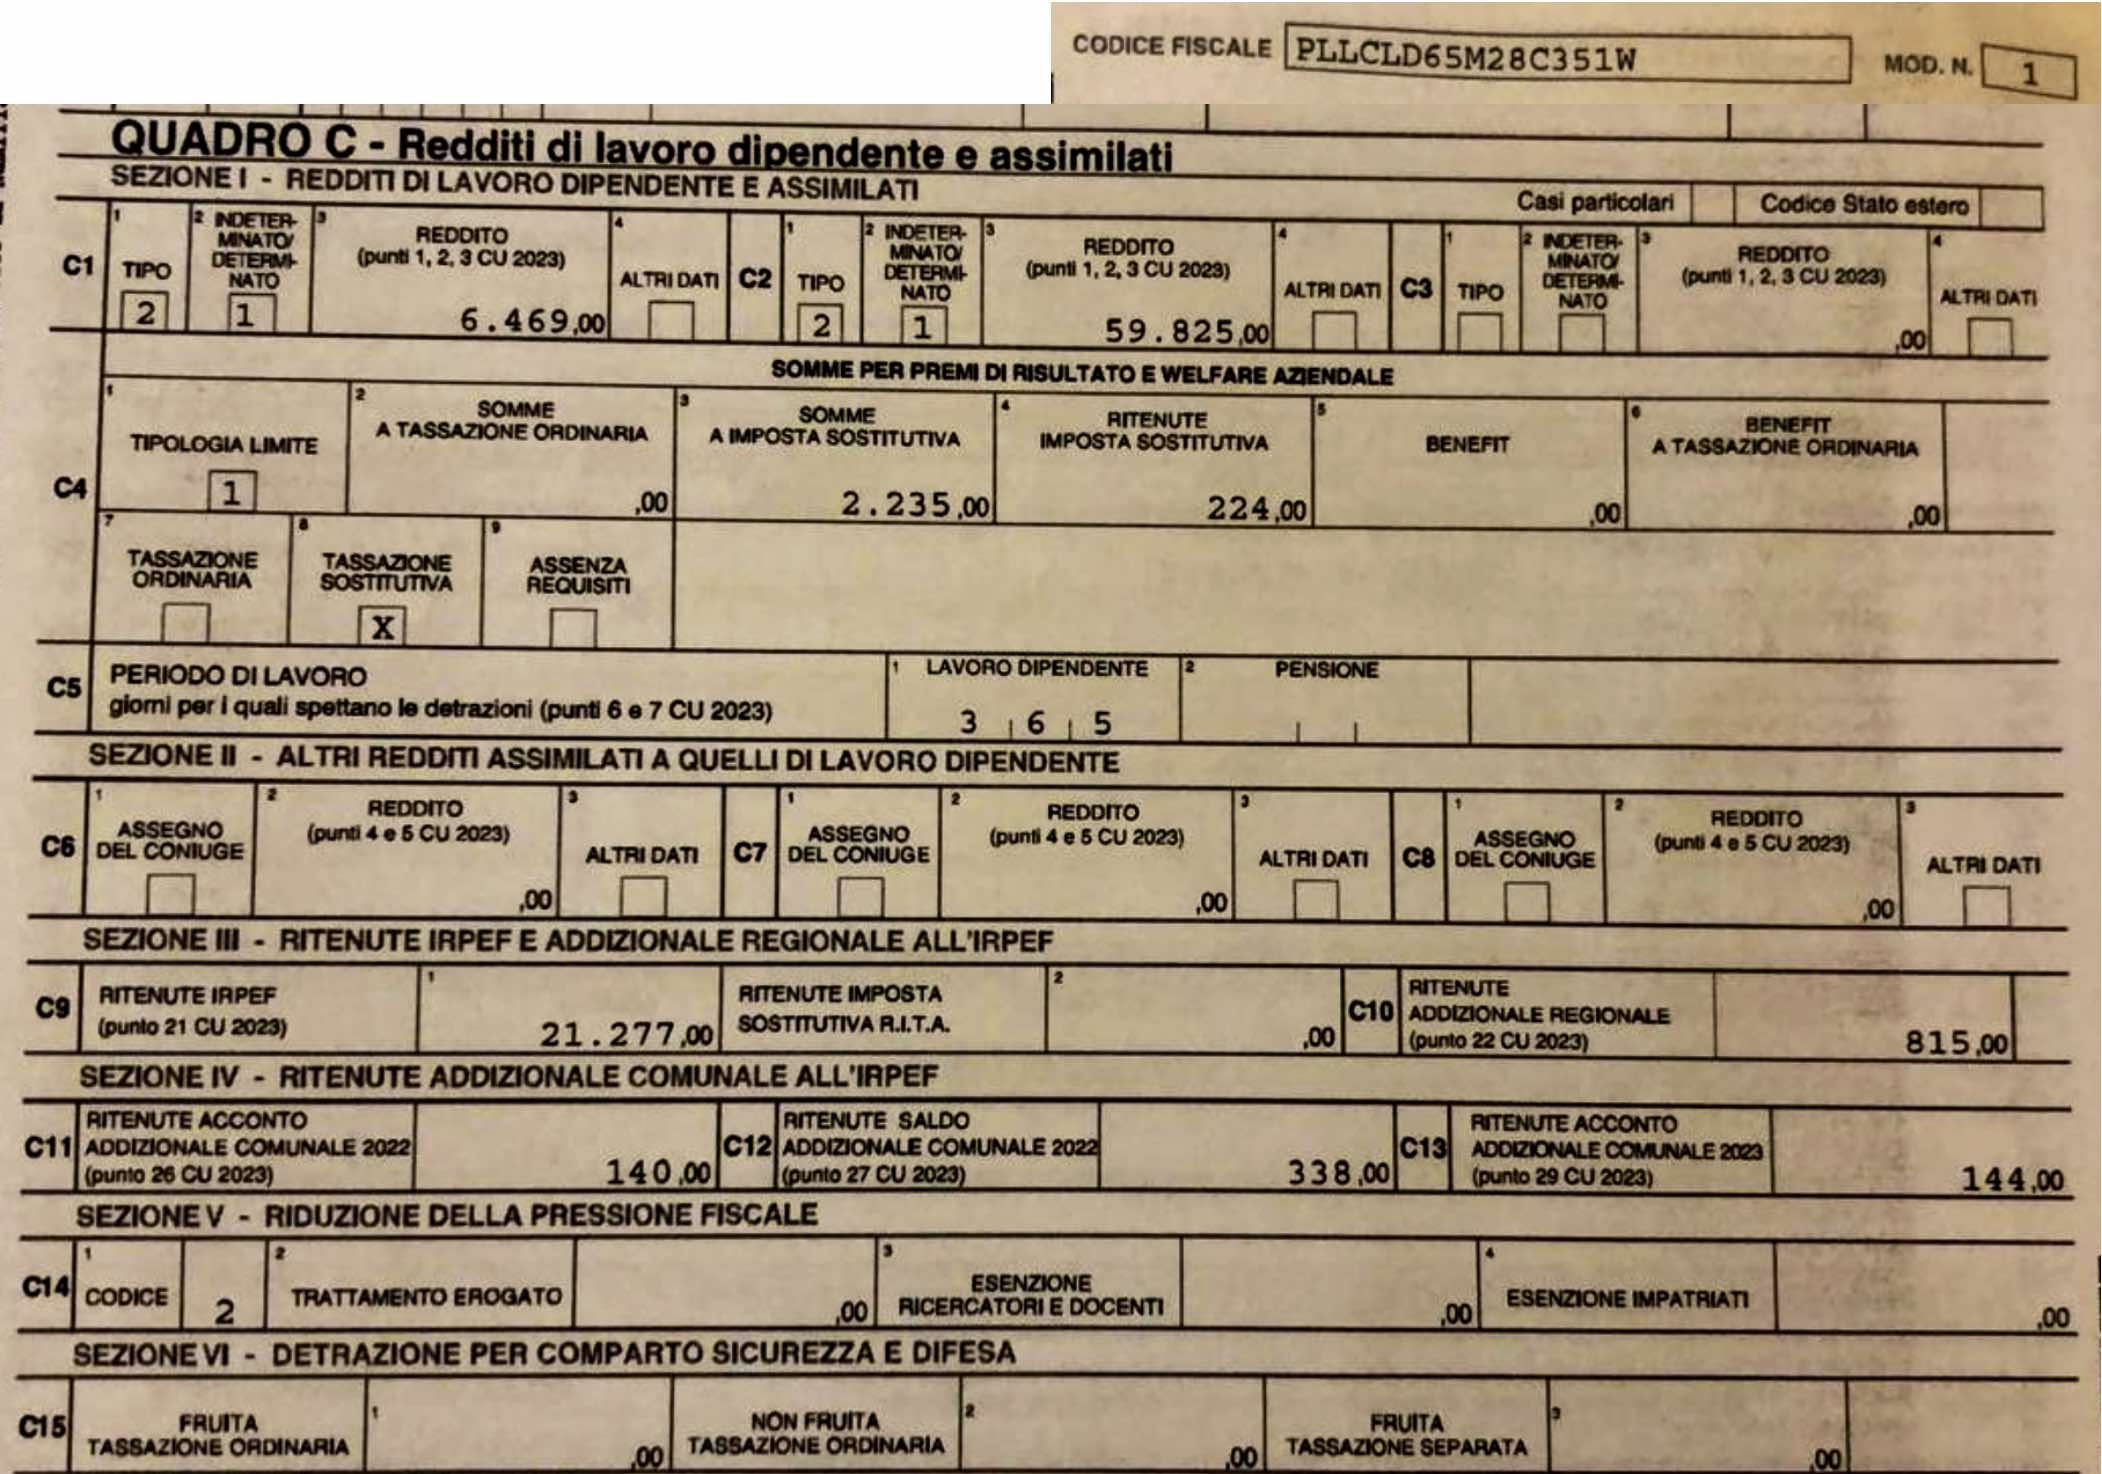 CODICE FISCALE PLLCLD65M28C351W MOD. N. 1
QUADRO C - Redditi di lavoro dipendente e assimilati
SEZIONE I - REDDITI DI LAVORO DIPENDENTE E ASSIMILATI
Casi particolari Codice Stato estero
C1
1 TIPO 2
2 INDETER-
MINATO/
DETERMI-
NATO 1
3 REDDITO
(punti 1, 2, 3 CU 2023)
6.469,00
4 ALTRI DATI
C2
1 TIPO 2
2 INDETER-
MINATO/
DETERMI-
NATO 1
3 REDDITO
(punti 1, 2, 3 CU 2023)
59.825,00
4 ALTRI DATI
C3
1 TIPO
2 INDETER-
MINATO/
DETERMI-
NATO
3 REDDITO
(punti 1, 2, 3 CU 2023)
,00
4 ALTRI DATI
SOMME PER PREMI DI RISULTATO E WELFARE AZIENDALE
C4
1 TIPOLOGIA LIMITE
1
2 SOMME
A TASSAZIONE ORDINARIA
,00
3 SOMME
A IMPOSTA SOSTITUTIVA
2.235,00
4 RITENUTE
IMPOSTA SOSTITUTIVA
224,00
5 BENEFIT
,00
6 BENEFIT
A TASSAZIONE ORDINARIA
,00
7 TASSAZIONE
ORDINARIA
8 TASSAZIONE
SOSTITUTIVA
X
9 ASSENZA
REQUISITI
C5
PERIODO DI LAVORO
giorni per i quali spettano le detrazioni (punti 6 e 7 CU 2023)
1 LAVORO DIPENDENTE
3 6 5
2 PENSIONE
SEZIONE II - ALTRI REDDITI ASSIMILATI A QUELLI DI LAVORO DIPENDENTE
C6
1 ASSEGNO
DEL CONIUGE
2 REDDITO
(punti 4 e 5 CU 2023)
,00
3 ALTRI DATI
C7
1 ASSEGNO
DEL CONIUGE
2 REDDITO
(punti 4 e 5 CU 2023)
,00
3 ALTRI DATI
C8
1 ASSEGNO
DEL CONIUGE
2 REDDITO
(punti 4 e 5 CU 2023)
,00
3 ALTRI DATI
SEZIONE III - RITENUTE IRPEF E ADDIZIONALE REGIONALE ALL'IRPEF
C9
RITENUTE IRPEF
(punto 21 CU 2023)
1 21.277,00
RITENUTE IMPOSTA
SOSTITUTIVA R.I.T.A.
2 ,00
C10
RITENUTE
ADDIZIONALE REGIONALE
(punto 22 CU 2023)
815,00
SEZIONE IV - RITENUTE ADDIZIONALE COMUNALE ALL'IRPEF
C11
RITENUTE ACCONTO
ADDIZIONALE COMUNALE 2022
(punto 26 CU 2023)
140,00
C12
RITENUTE SALDO
ADDIZIONALE COMUNALE 2022
(punto 27 CU 2023)
338,00
C13
RITENUTE ACCONTO
ADDIZIONALE COMUNALE 2023
(punto 29 CU 2023)
144,00
SEZIONE V - RIDUZIONE DELLA PRESSIONE FISCALE
C14
1 CODICE 2
2 TRATTAMENTO EROGATO ,00
3 ESENZIONE
RICERCATORI E DOCENTI ,00
4 ESENZIONE IMPATRIATI ,00
SEZIONE VI - DETRAZIONE PER COMPARTO SICUREZZA E DIFESA
C15
FRUITA
TASSAZIONE ORDINARIA
1 ,00
NON FRUITA
TASSAZIONE ORDINARIA
2 ,00
FRUITA
TASSAZIONE SEPARATA
3 ,00